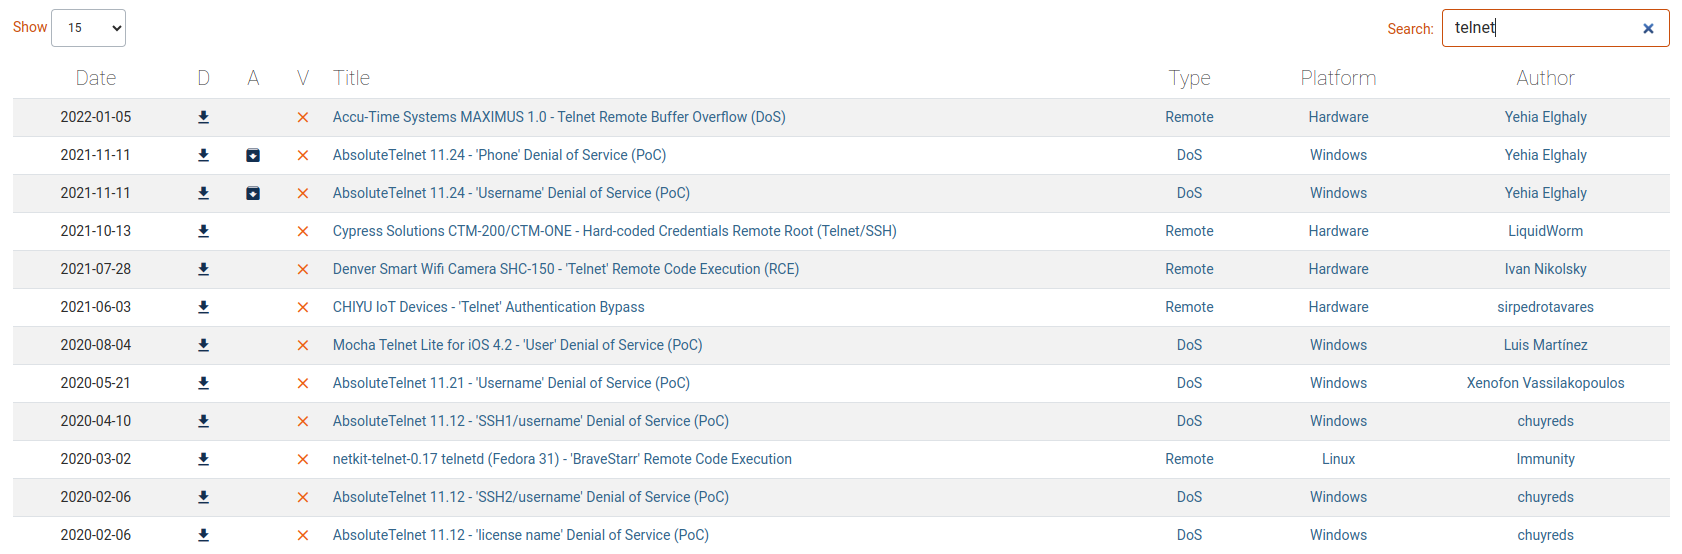 Show 15 Search: telnet
Date D A V Title Type Platform Author
2022-01-05 Accu-Time Systems MAXIMUS 1.0 - Telnet Remote Buffer Overflow (DoS) Remote Hardware Yehia Elghaly
2021-11-11 AbsoluteTelnet 11.24 - 'Phone' Denial of Service (PoC) DoS Windows Yehia Elghaly
2021-11-11 AbsoluteTelnet 11.24 - 'Username' Denial of Service (PoC) DoS Windows Yehia Elghaly
2021-10-13 Cypress Solutions CTM-200/CTM-ONE - Hard-coded Credentials Remote Root (Telnet/SSH) Remote Hardware LiquidWorm
2021-07-28 Denver Smart Wifi Camera SHC-150 - 'Telnet' Remote Code Execution (RCE) Remote Hardware Ivan Nikolsky
2021-06-03 CHIYU IoT Devices - 'Telnet' Authentication Bypass Remote Hardware sirpedrotavares
2020-08-04 Mocha Telnet Lite for iOS 4.2 - 'User' Denial of Service (PoC) DoS Windows Luis Martínez
2020-05-21 AbsoluteTelnet 11.21 - 'Username' Denial of Service (PoC) DoS Windows Xenofon Vassilakopoulos
2020-04-10 AbsoluteTelnet 11.12 - 'SSH1/username' Denial of Service (PoC) DoS Windows chuyreds
2020-03-02 netkit-telnet-0.17 telnetd (Fedora 31) - 'BraveStarr' Remote Code Execution Remote Linux Immunity
2020-02-06 AbsoluteTelnet 11.12 - 'SSH2/username' Denial of Service (PoC) DoS Windows chuyreds
2020-02-06 AbsoluteTelnet 11.12 - 'license name' Denial of Service (PoC) DoS Windows chuyreds